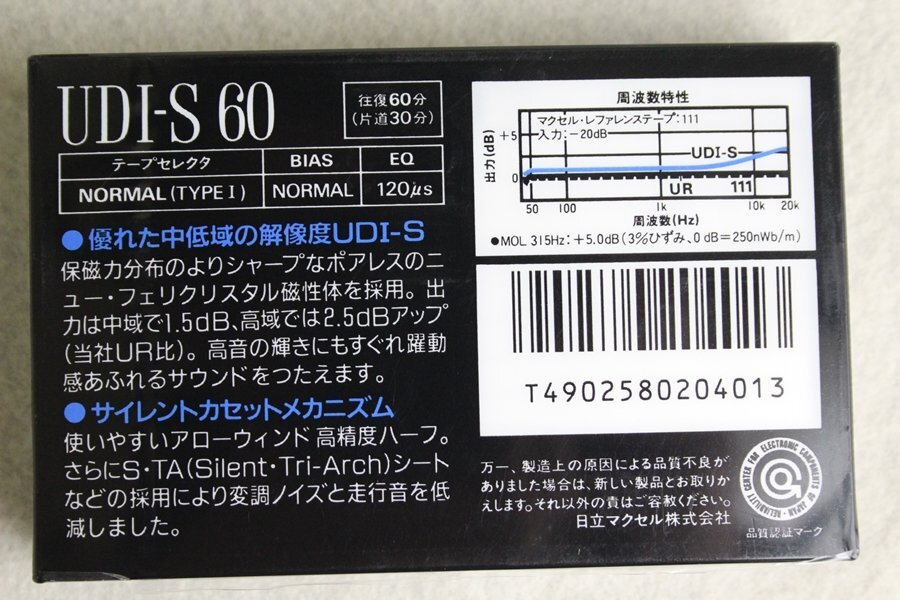 UDI-S 60
往復60分
(片道30分)
テープセレクタ BIAS EQ
NORMAL (TYPE I) NORMAL 120μs
●優れた中低域の解像度UDI-S
保磁力分布のよりシャープなポアレスのニ
ュー・フェリクリスタル磁性体を採用。出
力は中域で1.5dB、高域では2.5dBアップ
(当社UR比)。高音の輝きにもすぐれ躍動
感あふれるサウンドをつたえます。
●サイレントカセットメカニズム
使いやすいアローウィンド高精度ハーフ。
さらにS・TA(Silent・Tri-Arch)シート
などの採用により変調ノイズと走行音を低
減しました。
周波数特性
マクセル・レファレンステープ:111
入力:-20dB
出力(dB)
+5
0
UDI-S
UR 111
50 100 1k 10k 20k
周波数(Hz)
●MOL 315Hz:+5.0dB(3%ひずみ、0dB=250nWb/m)
T4902580204013
万一、製造上の原因による品質不良が
ありました場合は、新しい製品とお取りか
えします。それ以外の責はご容赦ください。
日立マクセル株式会社
RELIABILITY CENTER FOR ELECTRONIC COMPONENTS OF JAPAN
品質認証マーク